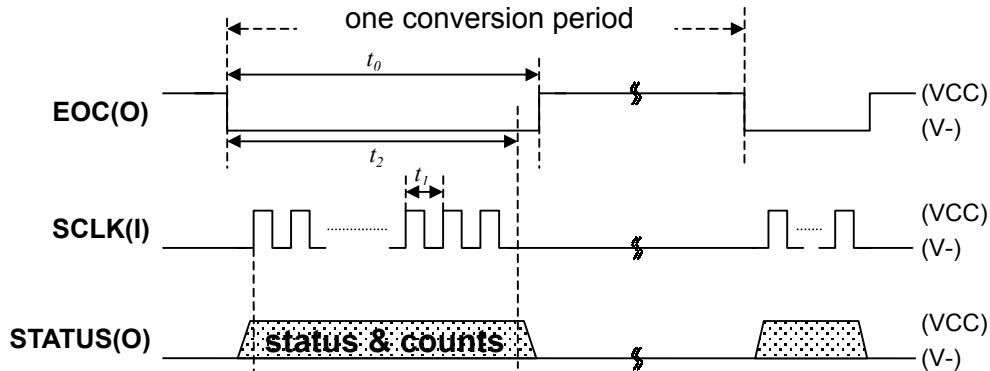 one conversion period
t0
EOC(O)
(VCC)
(V-)
t2
t1
SCLK(I)
(VCC)
(V-)
STATUS(O)
status & counts
(VCC)
(V-)